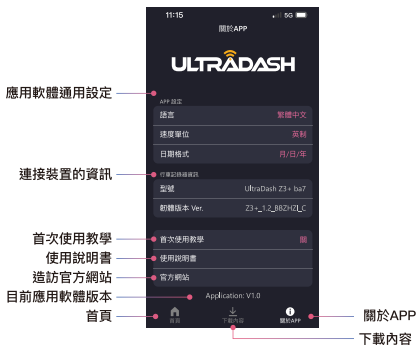 11:15
5G
關於APP
ULTRADASH
應用軟體通用設定
APP 設定
語言 繁體中文
速度單位 英制
日期格式 月/日/年
連接裝置的資訊
行車記錄器資訊
型號 UltraDash Z3+ ba7
韌體版本 Ver. Z3+_1.2_BBZHZI_C
首次使用教學
首次使用教學 關
使用說明書
使用說明書
造訪官方網站
官方網站
目前應用軟體版本
Application: V1.0
首頁
首頁
下載內容
關於APP
關於APP
下載內容